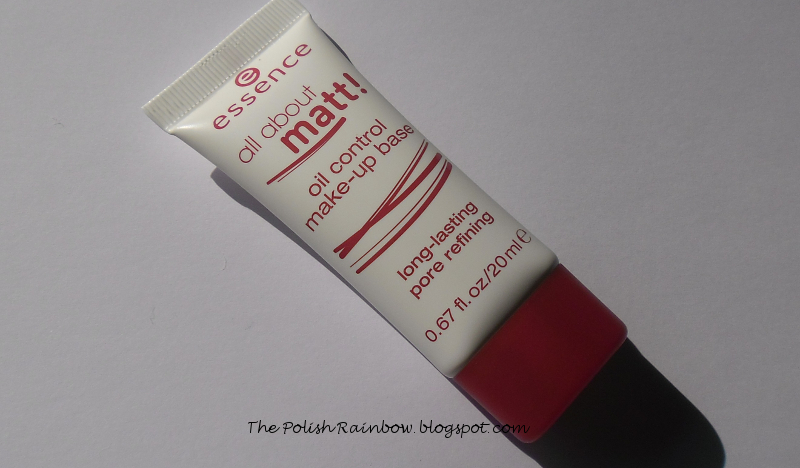 essence
all about
matt!
oil control
make-up base
long-lasting
pore refining
0.67 fl.oz/20ml℮
The Polish Rainbow.blogspot.com